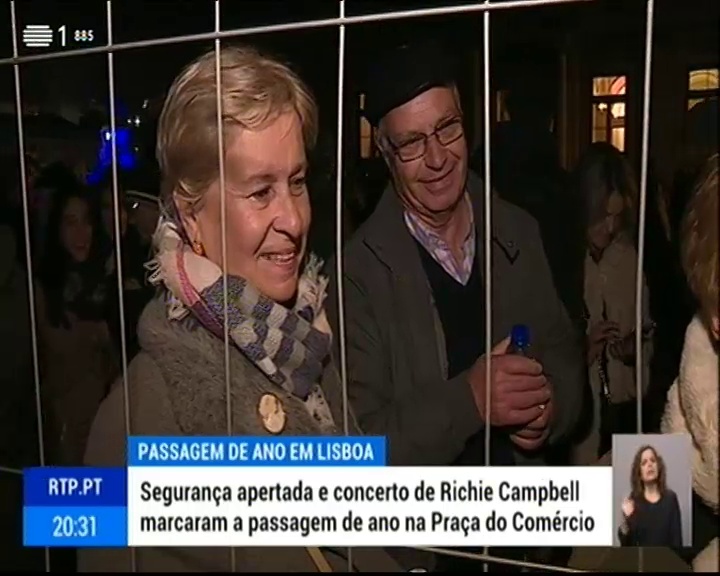 1 885
PASSAGEM DE ANO EM LISBOA
RTP.PT
Segurança apertada e concerto de Richie Campbell
20:31
marcaram a passagem de ano na Praça do Comércio